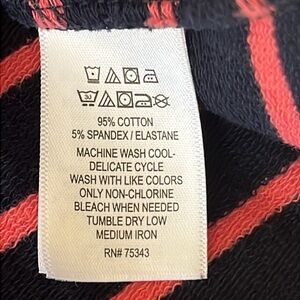 30
95% COTTON
5% SPANDEX / ELASTANE
MACHINE WASH COOL-
DELICATE CYCLE
WASH WITH LIKE COLORS
ONLY NON-CHLORINE
BLEACH WHEN NEEDED
TUMBLE DRY LOW
MEDIUM IRON
RN# 75343